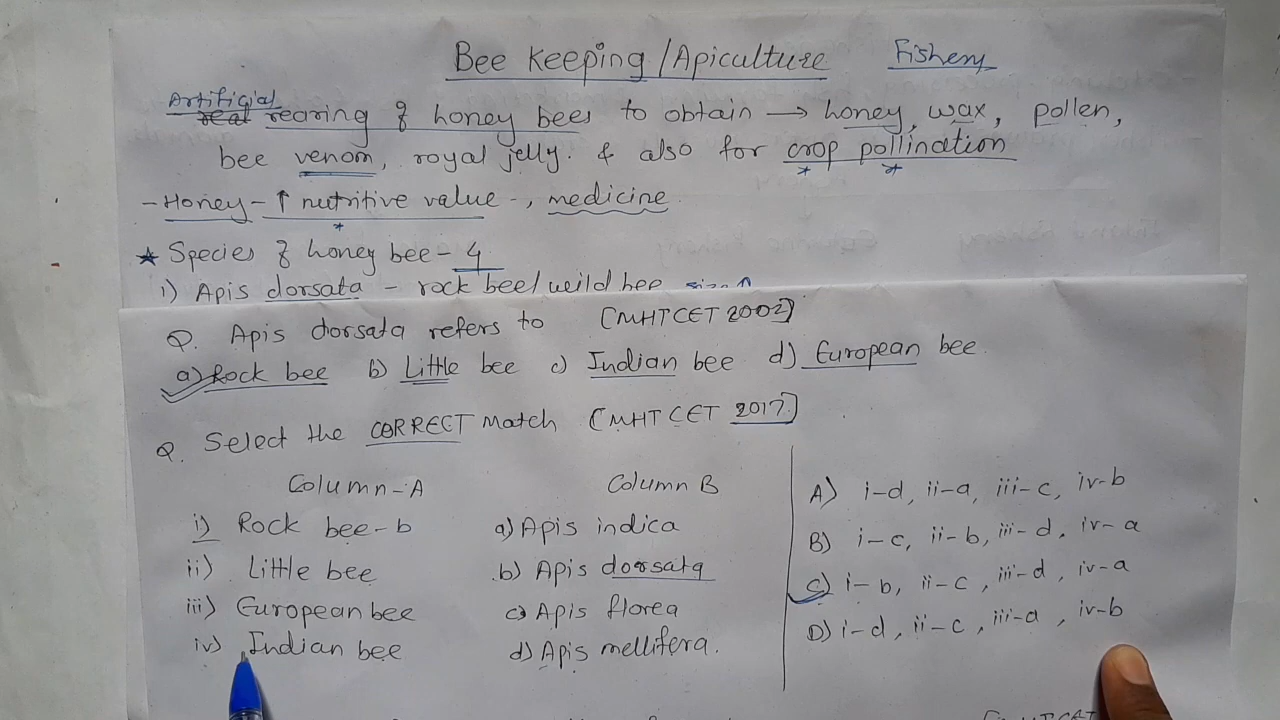 Bee Keeping/Apiculture Fishery
Artificial
real rearing of honey bees to obtain → honey, wax, pollen,
bee venom, royal jelly. & also for crop pollination
- Honey - ↑ nutritive value -, medicine
★ Species of honey bee - 4
i) Apis dorsata - rock bee/wild bee size ↑
Q. Apis dorsata refers to [MHTCET 2002]
a) Rock bee b) Little bee c) Indian bee d) European bee
Q. Select the CORRECT Match [MHTCET 2017]
Column-A Column B
i) Rock bee-b a) Apis indica
ii) Little bee b) Apis dorsata
iii) European bee c) Apis florea
iv) Indian bee d) Apis mellifera.
A) i-d, ii-a, iii-c, iv-b
B) i-c, ii-b, iii-d, iv-a
C) i-b, ii-c, iii-d, iv-a
D) i-d, ii-c, iii-a, iv-b